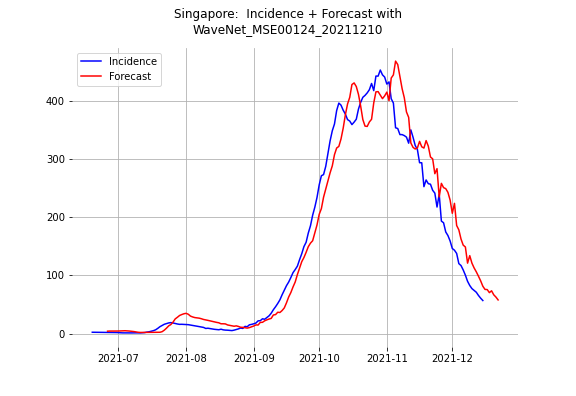 Singapore:  Incidence + Forecast with
WaveNet_MSE00124_20211210
Incidence
Forecast
400
300
200
100
0
2021-07
2021-08
2021-09
2021-10
2021-11
2021-12